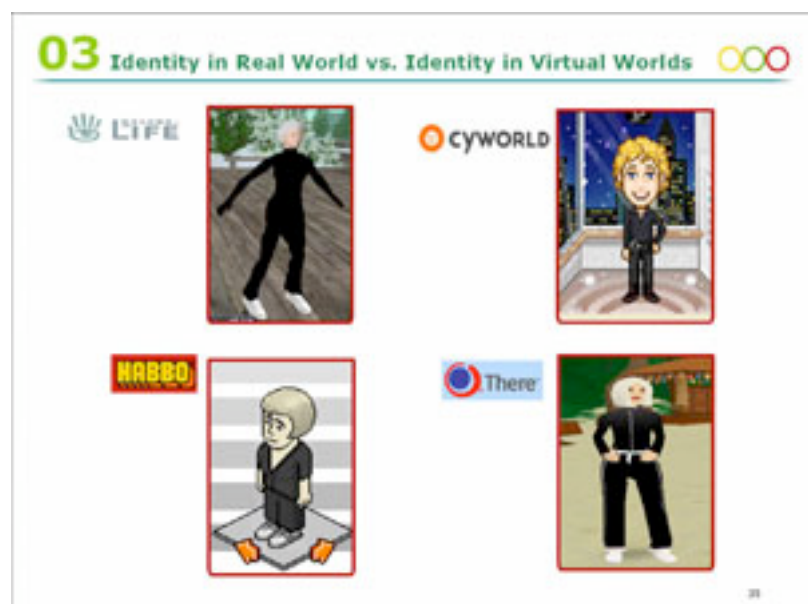 03 Identity in Real World vs. Identity in Virtual Worlds
LIFE
CYWORLD
HABBO
There